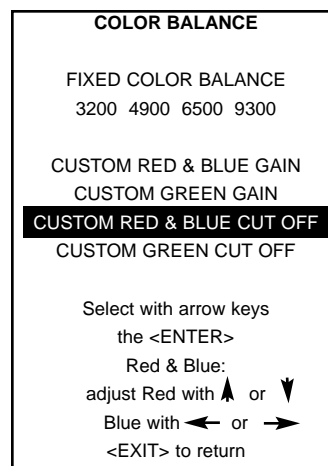 COLOR BALANCE
FIXED COLOR BALANCE
3200 4900 6500 9300
CUSTOM RED & BLUE GAIN
CUSTOM GREEN GAIN
CUSTOM RED & BLUE CUT OFF
CUSTOM GREEN CUT OFF
Select with arrow keys
the <ENTER>
Red & Blue:
adjust Red with or
Blue with or
<EXIT> to return